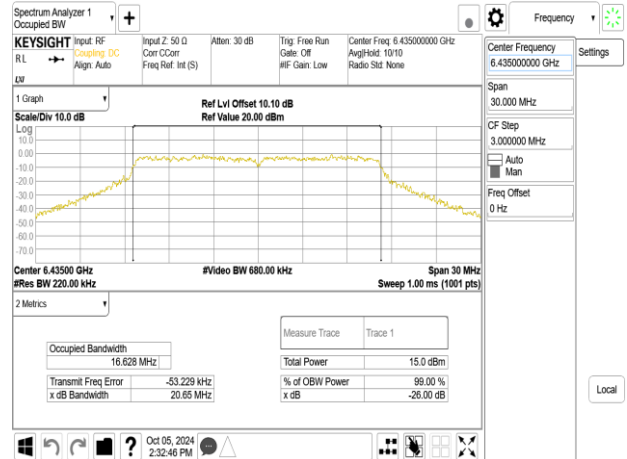 Spectrum Analyzer 1
Occupied BW
Frequency
KEYSIGHT
Input: RF
Coupling: DC
Align: Auto
Input Z: 50 Ω
Corr CCorr
Freq Ref: Int (S)
Atten: 30 dB
Trig: Free Run
Gate: Off
#IF Gain: Low
Center Freq: 6.435000000 GHz
Avg|Hold: 10/10
Radio Std: None
R L
LXI
Center Frequency
6.435000000 GHz
Settings
Span
30.000 MHz
CF Step
3.000000 MHz
Auto
Man
Freq Offset
0 Hz
1 Graph
Scale/Div 10.0 dB
Ref Lvl Offset 10.10 dB
Ref Value 20.00 dBm
Log
10.0
0.00
-10.0
-20.0
-30.0
-40.0
-50.0
-60.0
-70.0
Center 6.43500 GHz
#Res BW 220.00 kHz
#Video BW 680.00 kHz
Span 30 MHz
Sweep 1.00 ms (1001 pts)
2 Metrics
Measure Trace Trace 1
Occupied Bandwidth
16.628 MHz
Total Power 15.0 dBm
Transmit Freq Error -53.229 kHz
% of OBW Power 99.00 %
x dB Bandwidth 20.65 MHz
x dB -26.00 dB
Local
Oct 05, 2024
2:32:46 PM